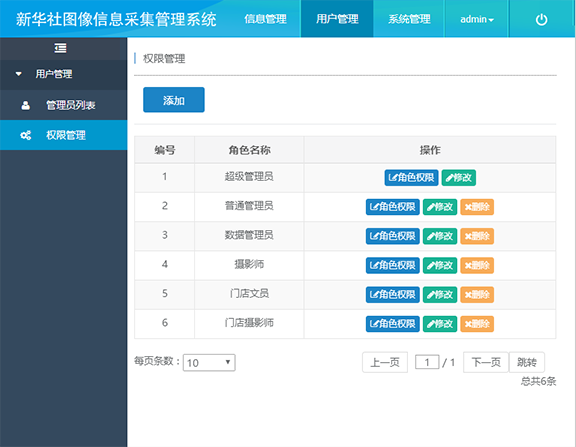 新华社图像信息采集管理系统 信息管理 用户管理 系统管理 admin
用户管理
管理员列表
权限管理
权限管理
添加
编号 角色名称 操作
1 超级管理员 角色权限 修改
2 普通管理员 角色权限 修改 删除
3 数据管理员 角色权限 修改 删除
4 摄影师 角色权限 修改 删除
5 门店文员 角色权限 修改 删除
6 门店摄影师 角色权限 修改 删除
每页条数：10 上一页 1 / 1 下一页 跳转
总共6条